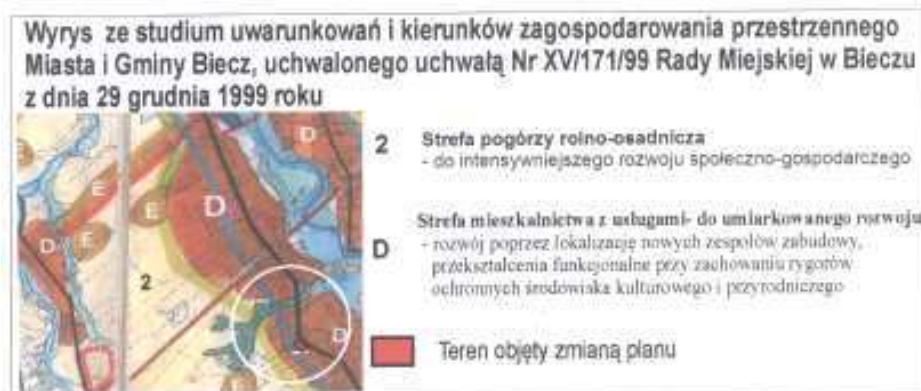 Wyrys ze studium uwarunkowań i kierunków zagospodarowania przestrzennego
Miasta i Gminy Biecz, uchwalonego uchwałą Nr XV/171/99 Rady Miejskiej w Bieczu
z dnia 29 grudnia 1999 roku
2 Strefa pogórzy rolno-osadnicza
- do intensywniejszego rozwoju społeczno-gospodarczego
D Strefa mieszkalnictwa z usługami- do umiarkowanego rozwoju
- rozwój poprzez lokalizację nowych zespołów zabudowy,
przekształcenia funkcjonalne przy zachowaniu rygorów
ochronnych środowiska kulturowego i przyrodniczego
Teren objęty zmianą planu
D
E
D
E
D
E
2
D
E